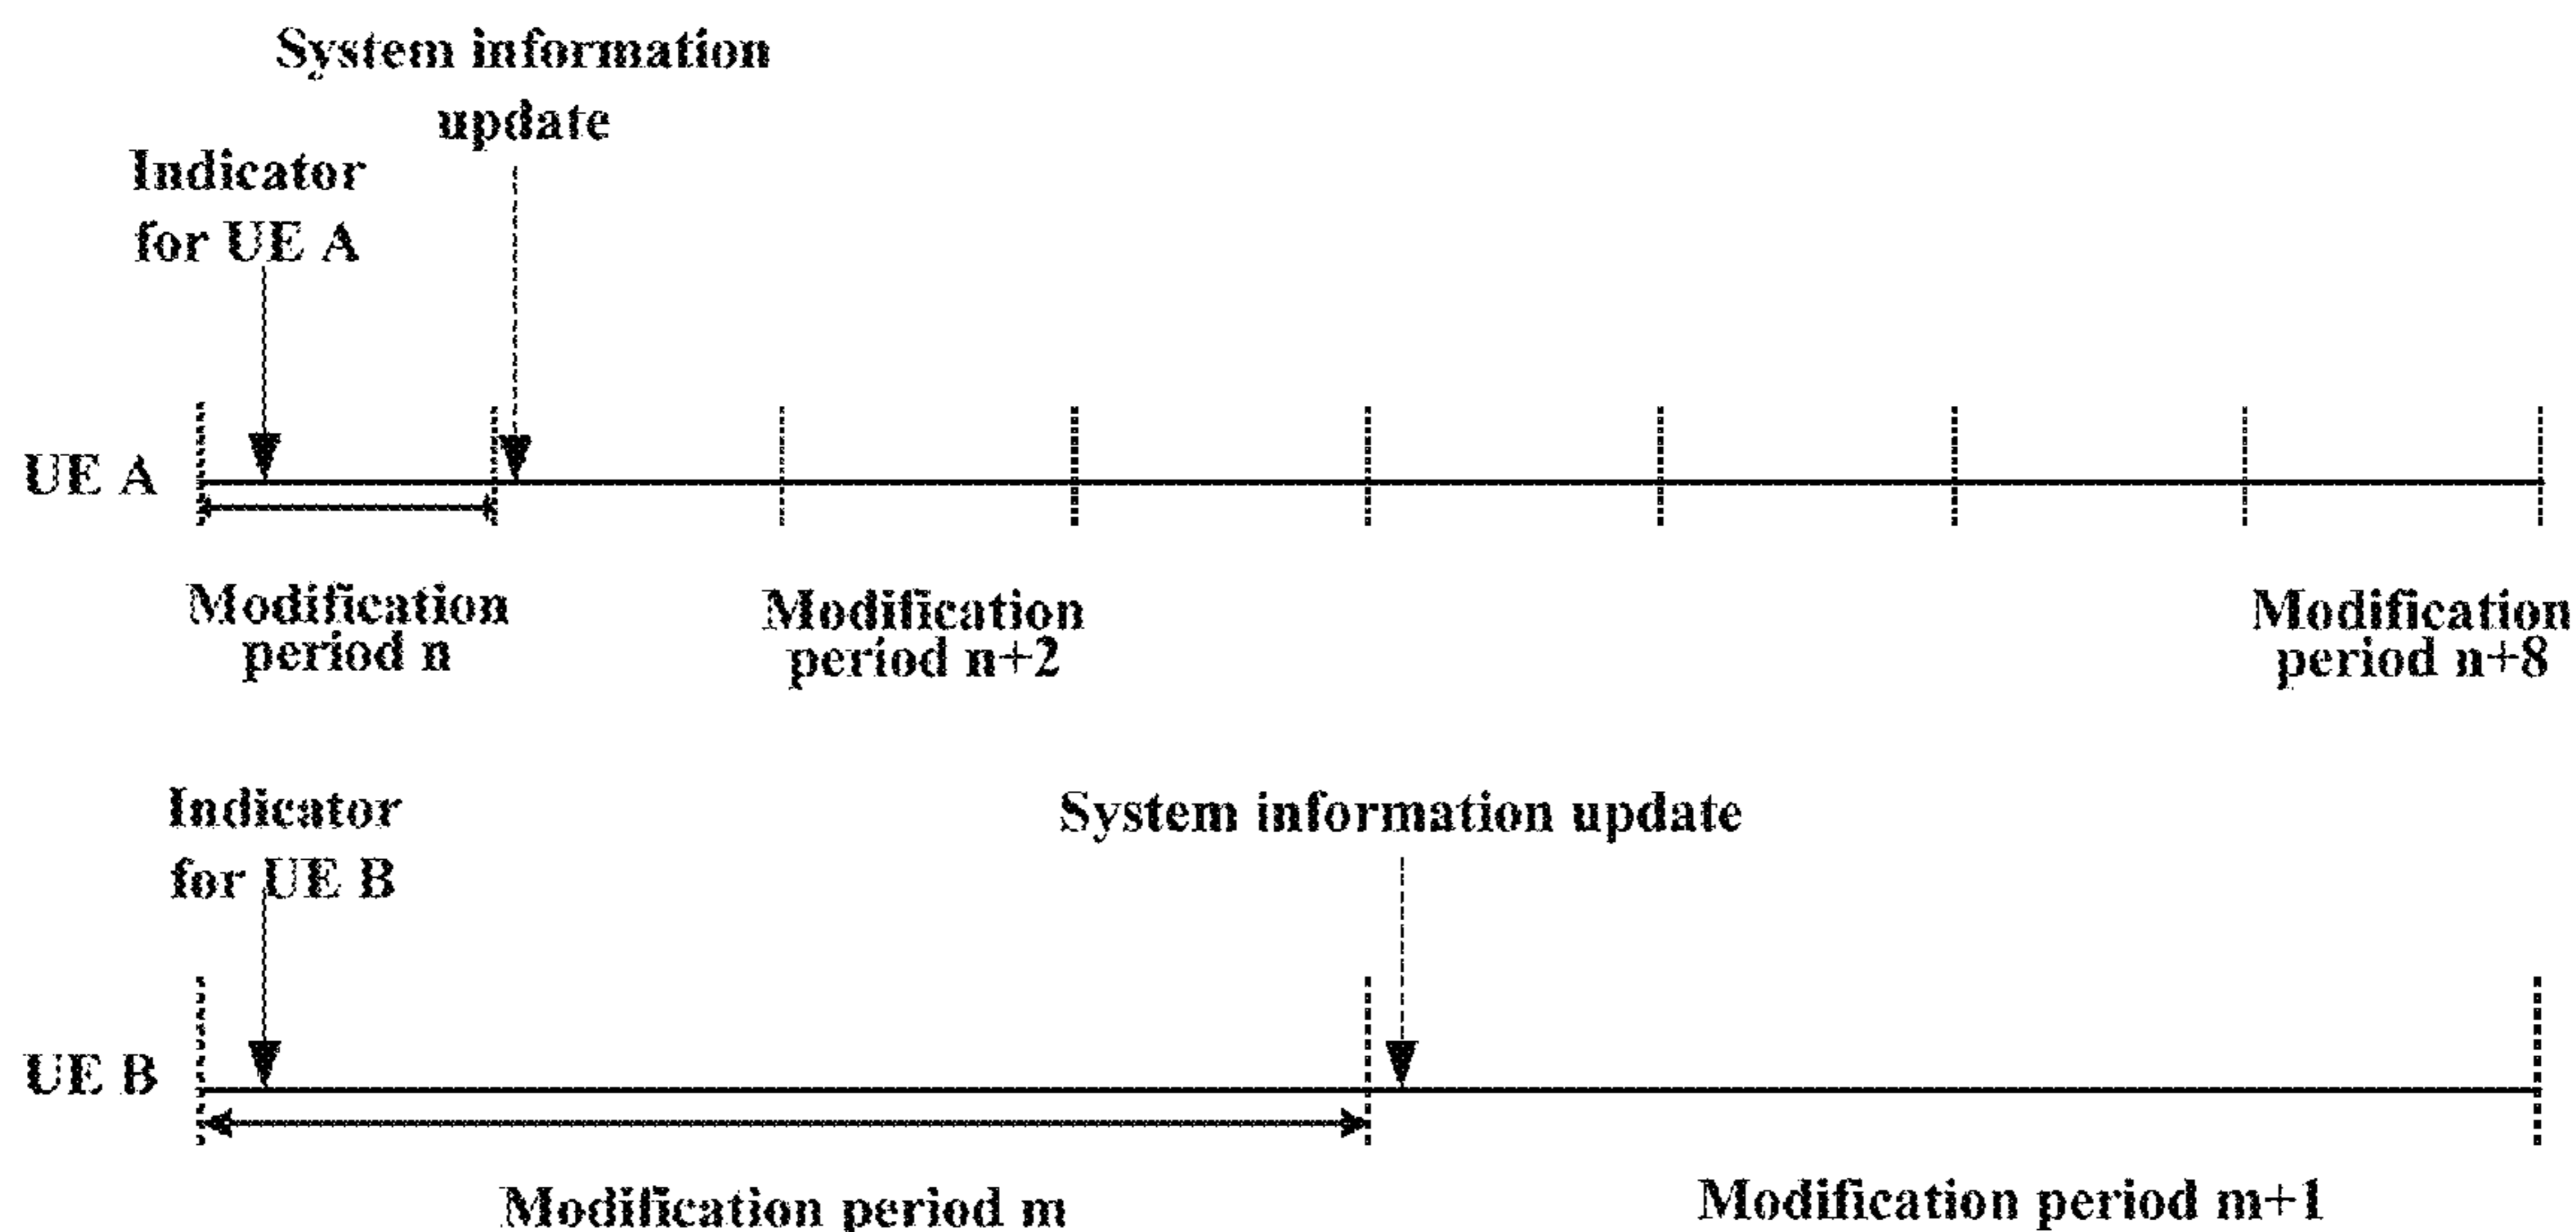 System information
update
Indicator
for UE A
UE A
Modification
period n
Modification
period n+2
Modification
period n+8
Indicator
for UE B
System information update
UE B
Modification period m
Modification period m+1